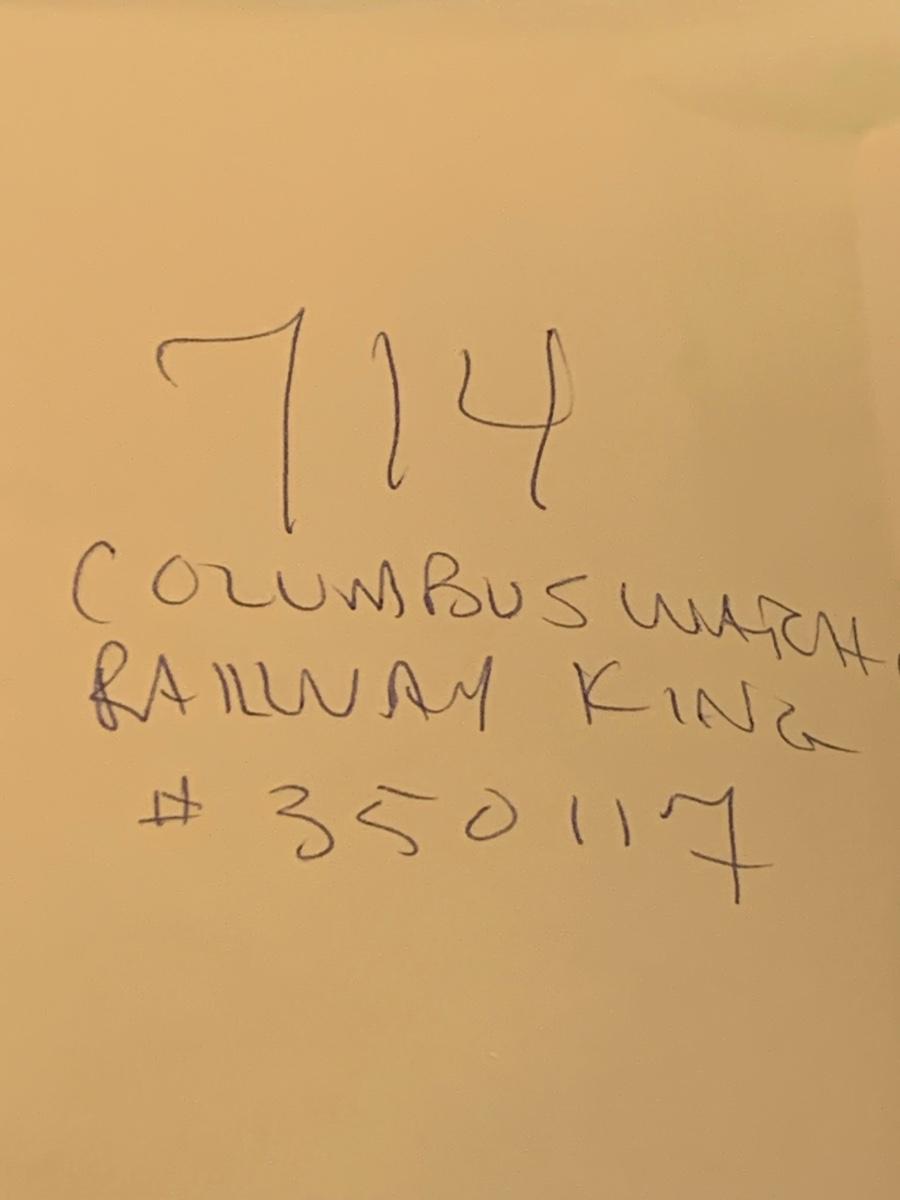 714
COLUMBUS WATCH
RAILWAY KING
# 350117